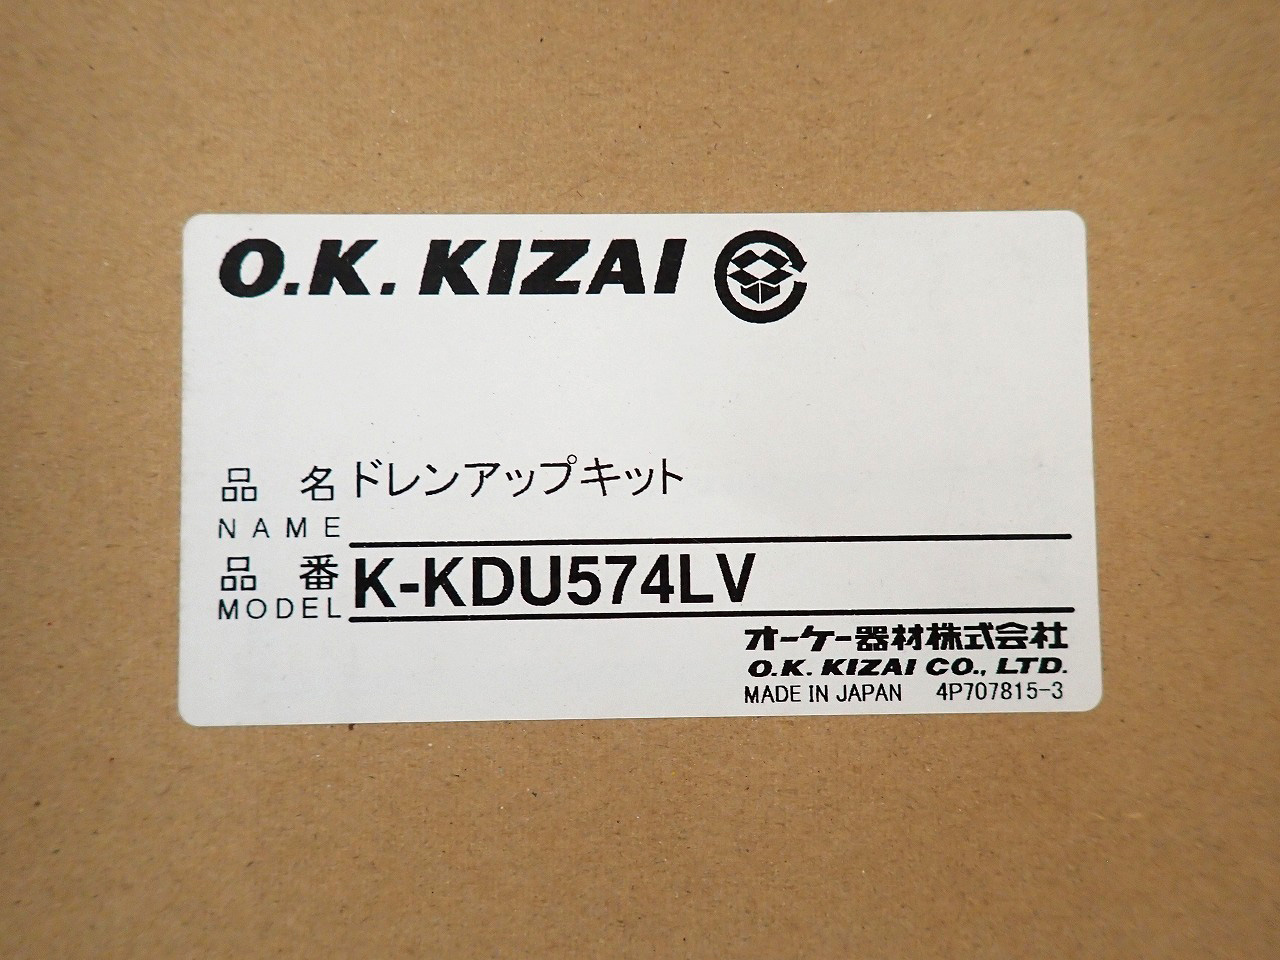 O.K. KIZAI
品 名 ドレンアップキット
NAME
品 番 K-KDU574LV
MODEL
オーケー器材株式会社
O.K. KIZAI CO., LTD.
MADE IN JAPAN 4P707815-3